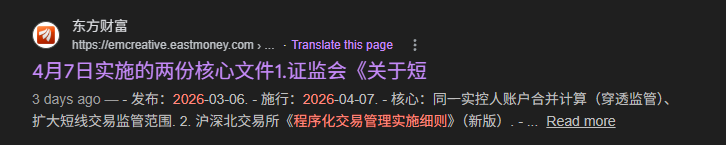 东方财富
https://emcreative.eastmoney.com › ... · Translate this page
4月7日实施的两份核心文件1.证监会《关于短
3 days ago — - 发布：2026-03-06. - 施行：2026-04-07. - 核心：同一实控人账户合并计算（穿透监管）、
扩大短线交易监管范围. 2. 沪深北交易所《程序化交易管理实施细则》（新版）. - ... Read more